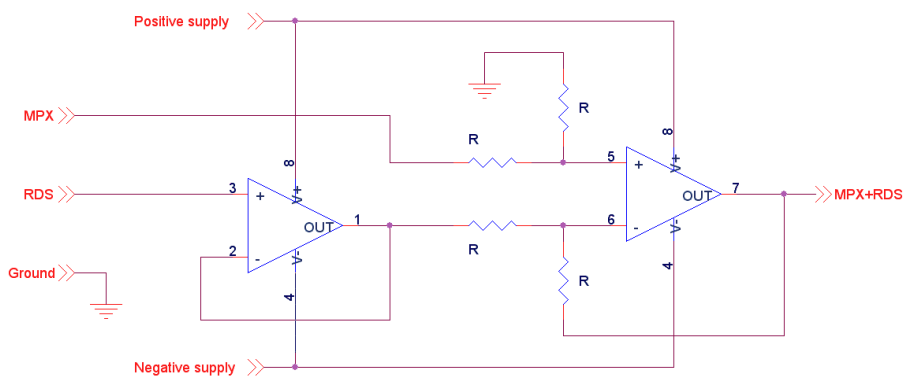 Positive supply
MPX
R
R
8
8
RDS
3
+
V+
5
+
V+
OUT
1
OUT
7
MPX+RDS
2
-
V-
R
6
-
V-
Ground
4
R
4
Negative supply